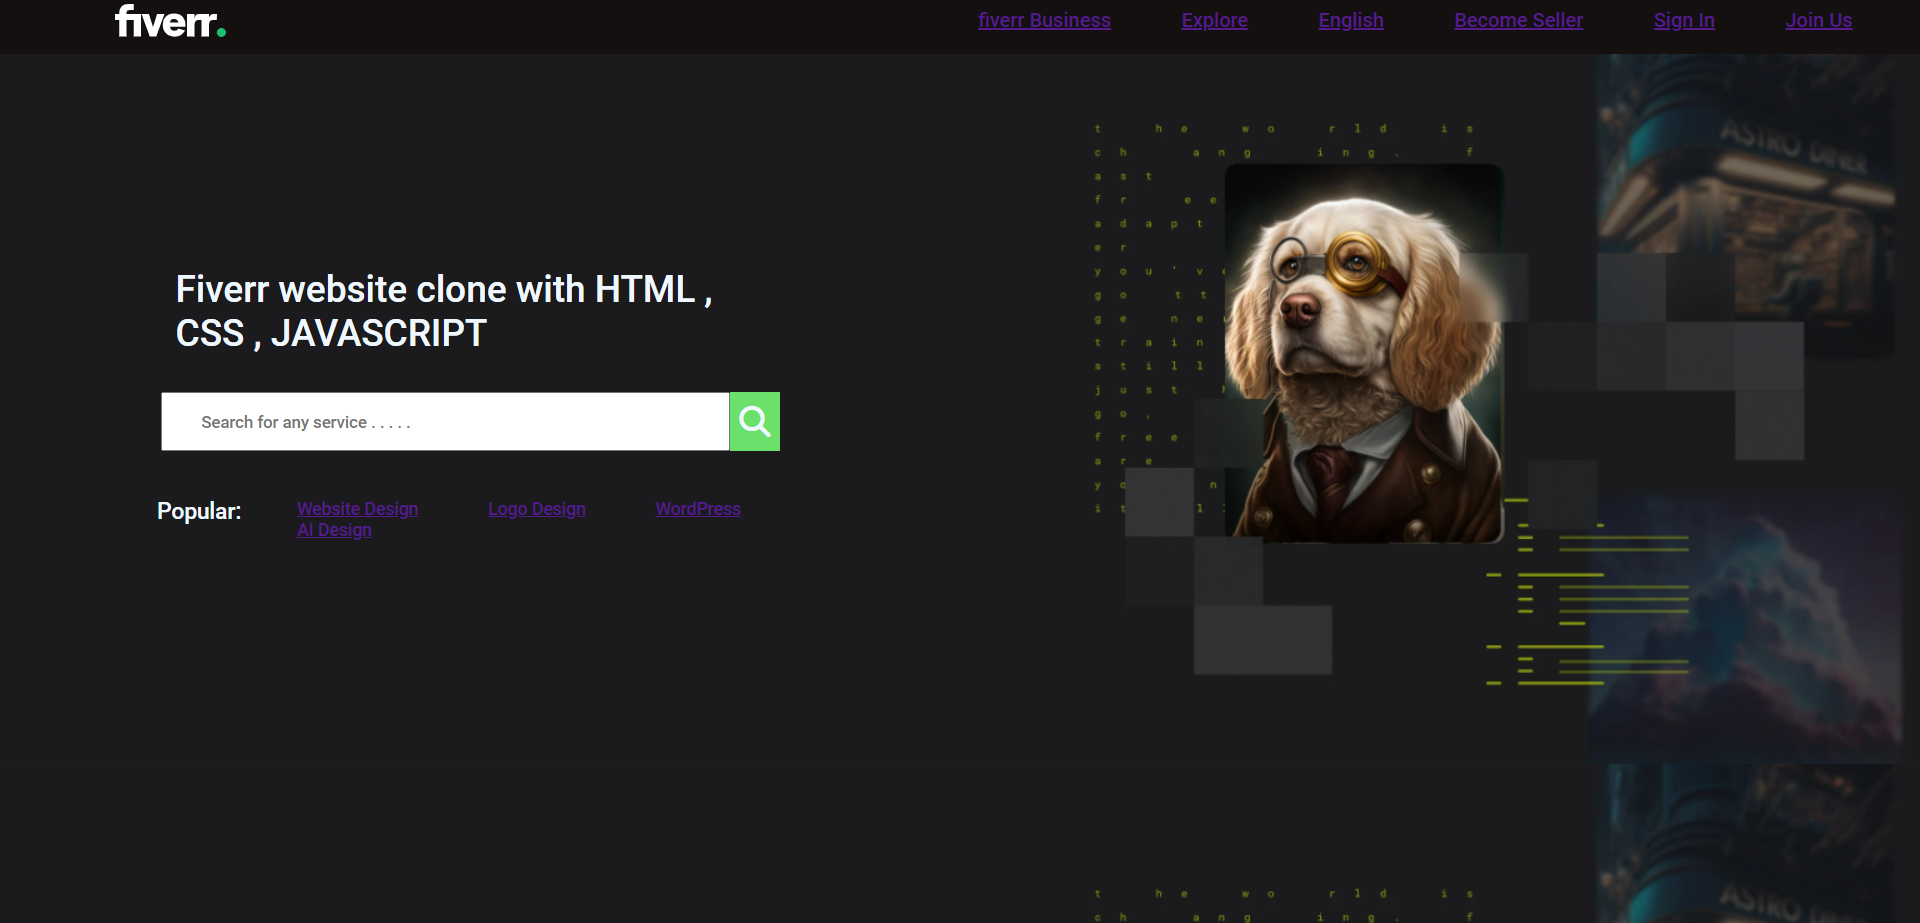 fiverr.
fiverr Business Explore English Become Seller Sign In Join Us
Fiverr website clone with HTML ,
CSS , JAVASCRIPT
Search for any service . . . . .
Popular:
Website Design Logo Design WordPress
AI Design
t h e w o r l d i s
c h a n g i n g . f
a s t
f r e e
a d a p t
e r
y o u ' v e
g o t t
g e n e
t r a i n
s t i l l
j u s t
g o .
f r e e
a r e
i t
ASTRO DINER
t h e w o r l d i s
c h a n g i n g . f
ASTRO DINER